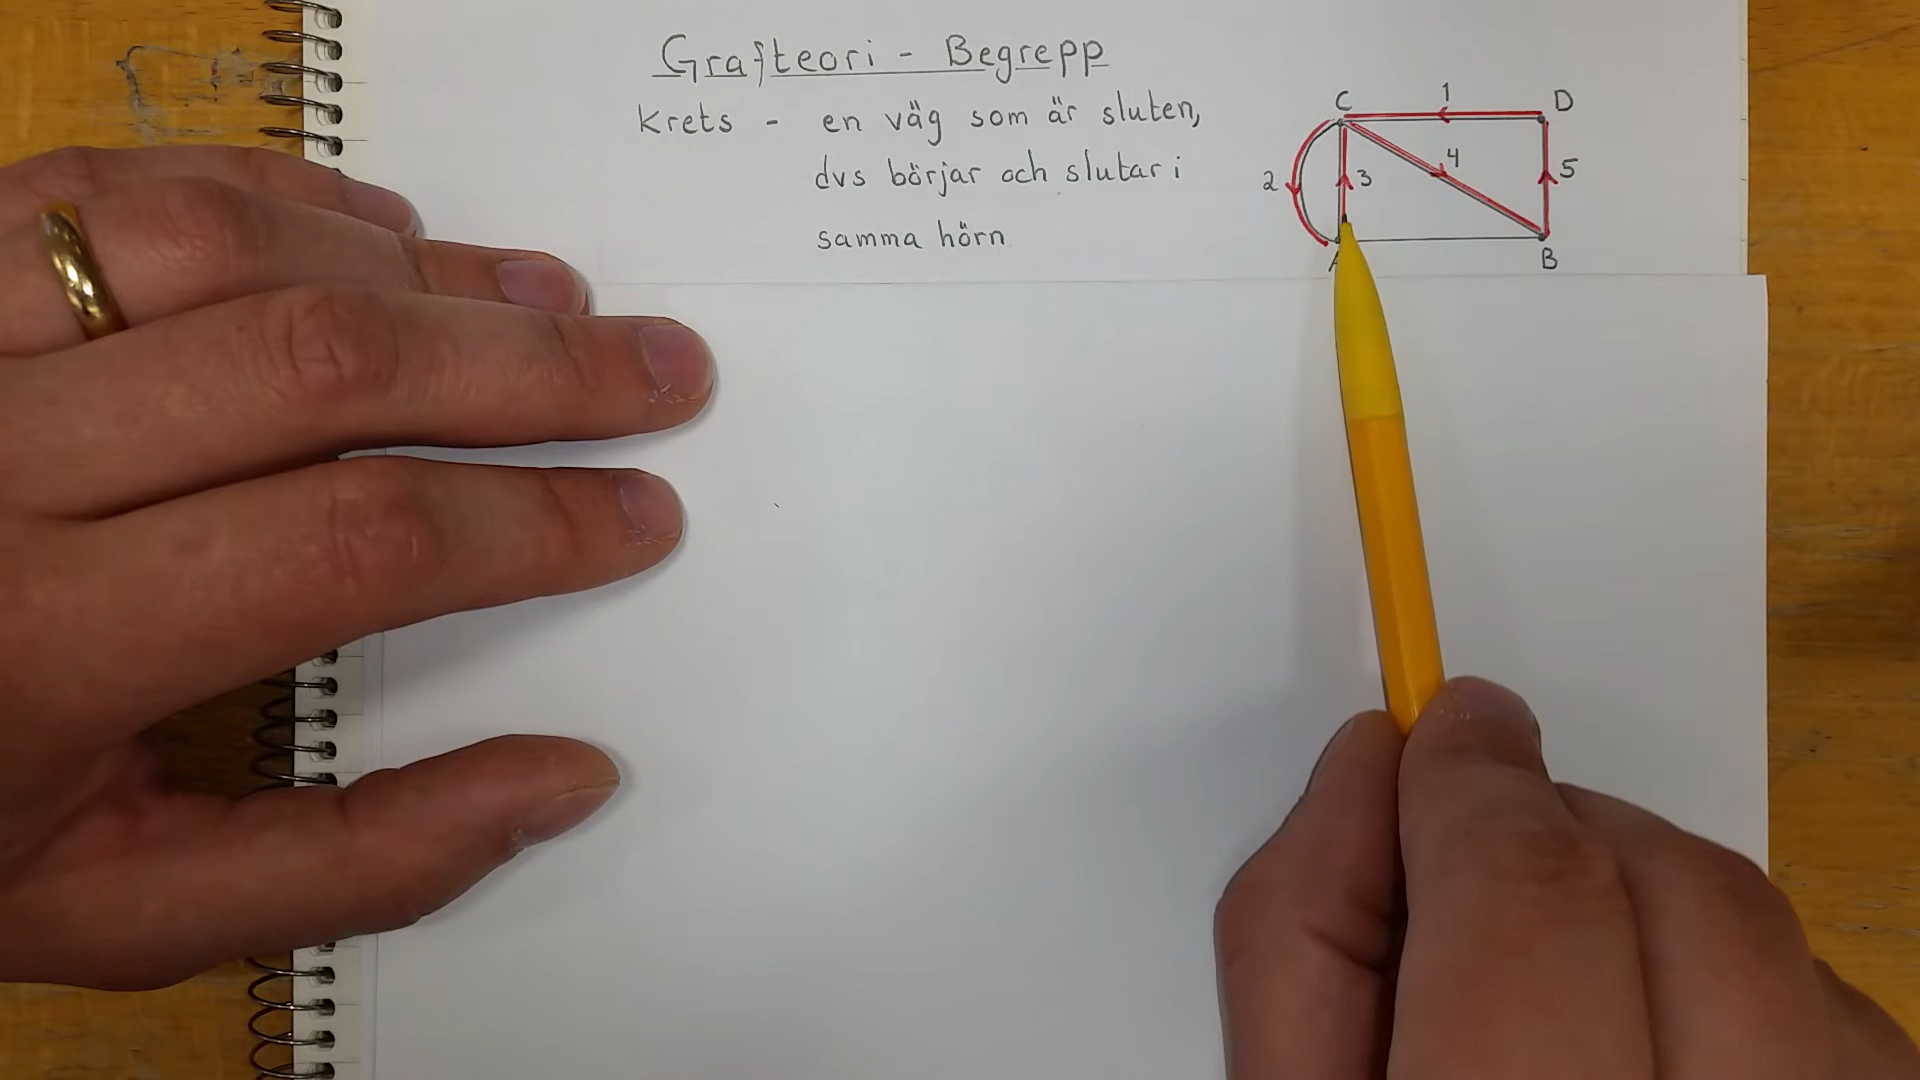 Grafteori - Begrepp
Krets - en väg som är sluten,
dvs börjar och slutar i
samma hörn
C
1
D
2
3
4
5
A
B